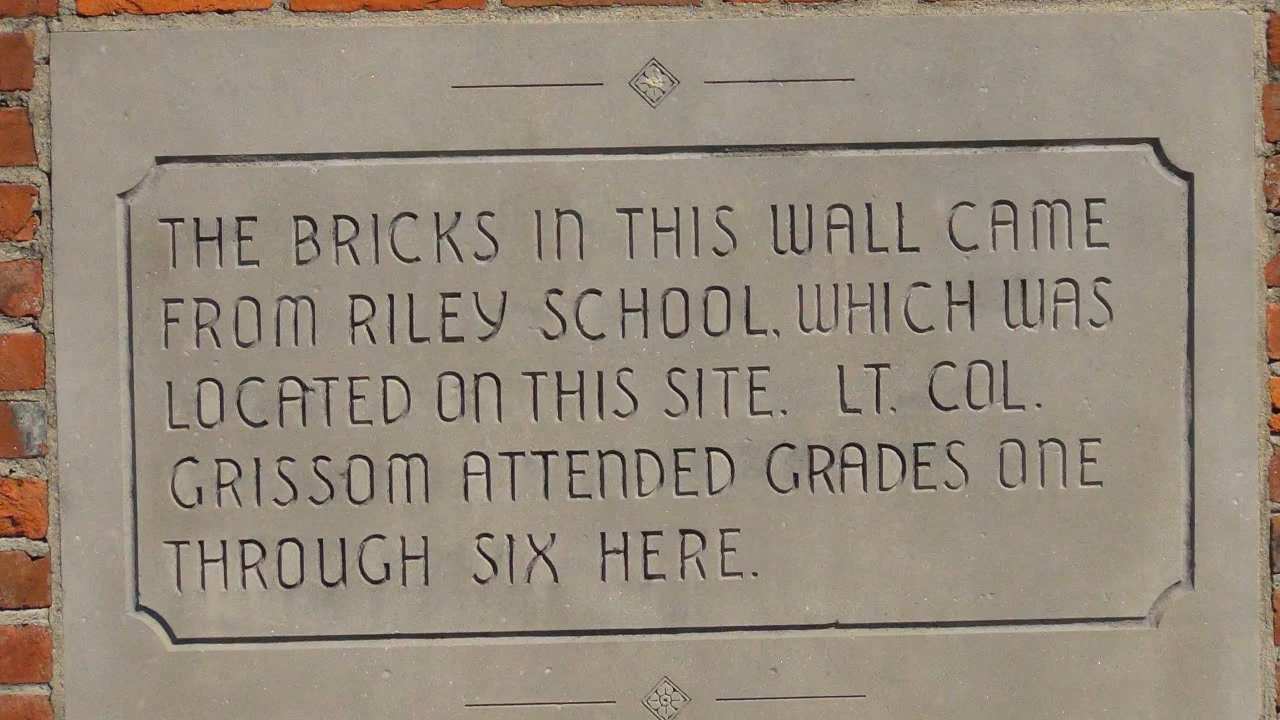 THE BRICKS IN THIS WALL CAME
FROM RILEY SCHOOL, WHICH WAS
LOCATED ON THIS SITE. LT. COL.
GRISSOM ATTENDED GRADES ONE
THROUGH SIX HERE.